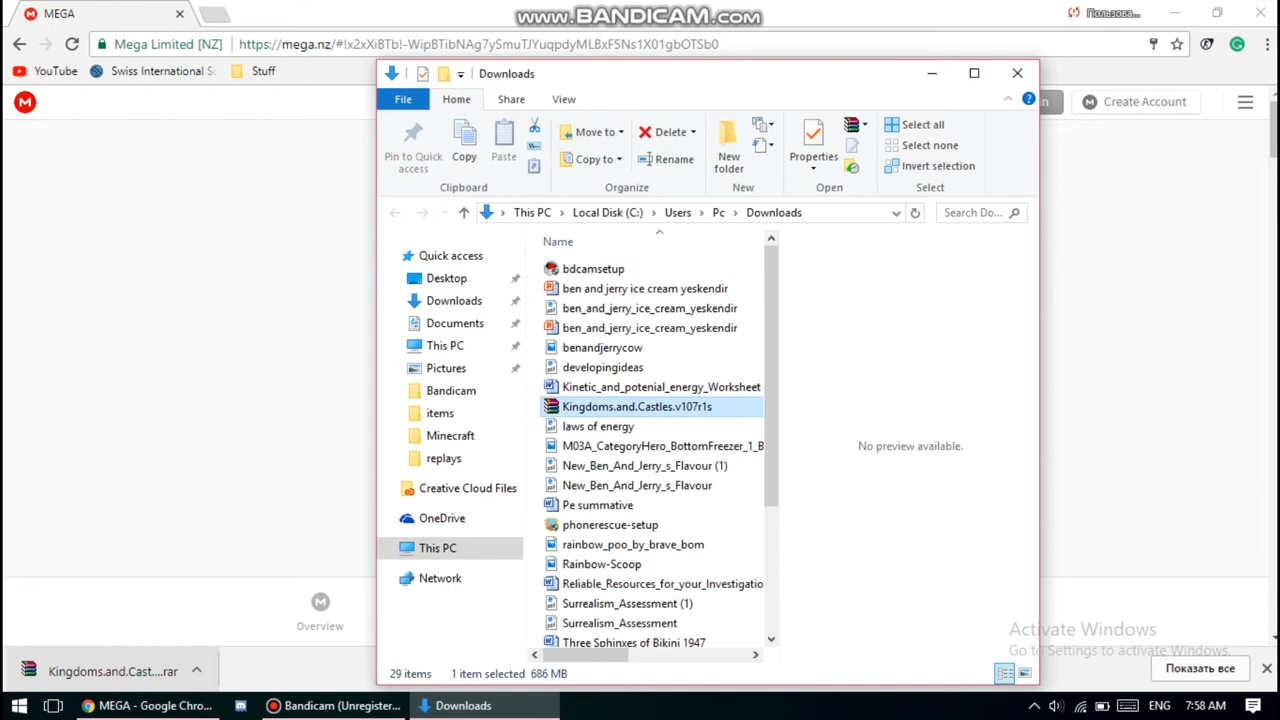 MEGA
www.BANDICAM.com
Пользова...
Mega Limited [NZ]
https://mega.nz/#!x2xXiBTb!-WipBTibNAg7ySmuTJYuqpdyMLBxF5Ns1X01gbOTSb0
YouTube
Swiss International Sc
Stuff
Downloads
File
Home
Share
View
Create Account
Pin to Quick access
Copy
Paste
Move to
Copy to
Delete
Rename
New folder
Properties
Select all
Select none
Invert selection
Clipboard
Organize
New
Open
Select
This PC
Local Disk (C:)
Users
Pc
Downloads
Search Do...
Name
Quick access
Desktop
Downloads
Documents
This PC
Pictures
Bandicam
items
Minecraft
replays
Creative Cloud Files
OneDrive
This PC
Network
bdcamsetup
ben and jerry ice cream yeskendir
ben_and_jerry_ice_cream_yeskendir
ben_and_jerry_ice_cream_yeskendir
benandjerrycow
developingideas
Kinetic_and_potenial_energy_Worksheet
Kingdoms.and.Castles.v107r1s
laws of energy
M03A_CategoryHero_BottomFreezer_1_B
New_Ben_And_Jerry_s_Flavour (1)
New_Ben_And_Jerry_s_Flavour
Pe summative
phonerescue-setup
rainbow_poo_by_brave_bom
Rainbow-Scoop
Reliable_Resources_for_your_Investigatio
Surrealism_Assessment (1)
Surrealism_Assessment
Three Sphinxes of Bikini 1947
No preview available.
29 items
1 item selected 686 MB
Overview
Activate Windows
Go to Settings to activate Windows.
Kingdoms.and.Cast....rar
Показать все
MEGA - Google Chro...
Bandicam (Unregister...
Downloads
ENG
7:58 AM